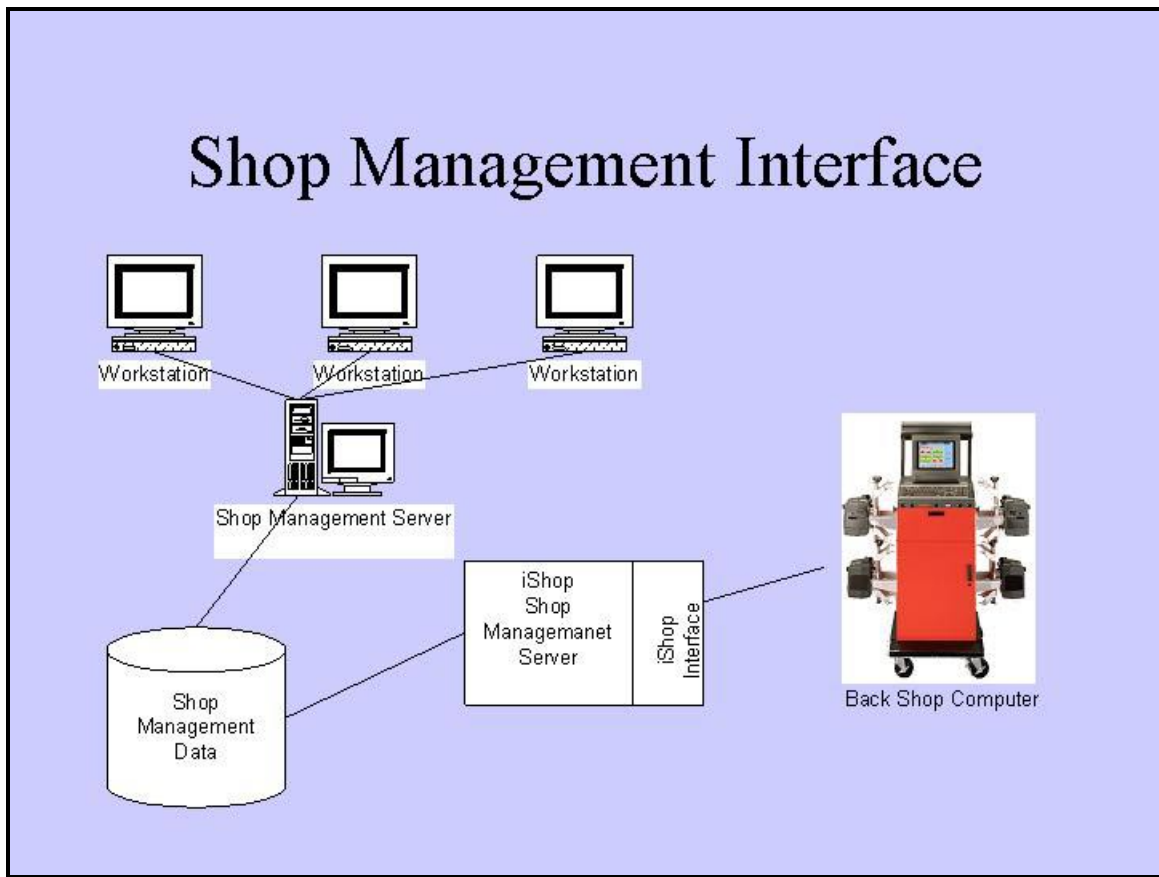 Shop Management Interface
Workstation
Workstation
Workstation
Shop Management Server
iShop
Shop
Managemanet
Server
iShop
Interface
Back Shop Computer
Shop
Management
Data